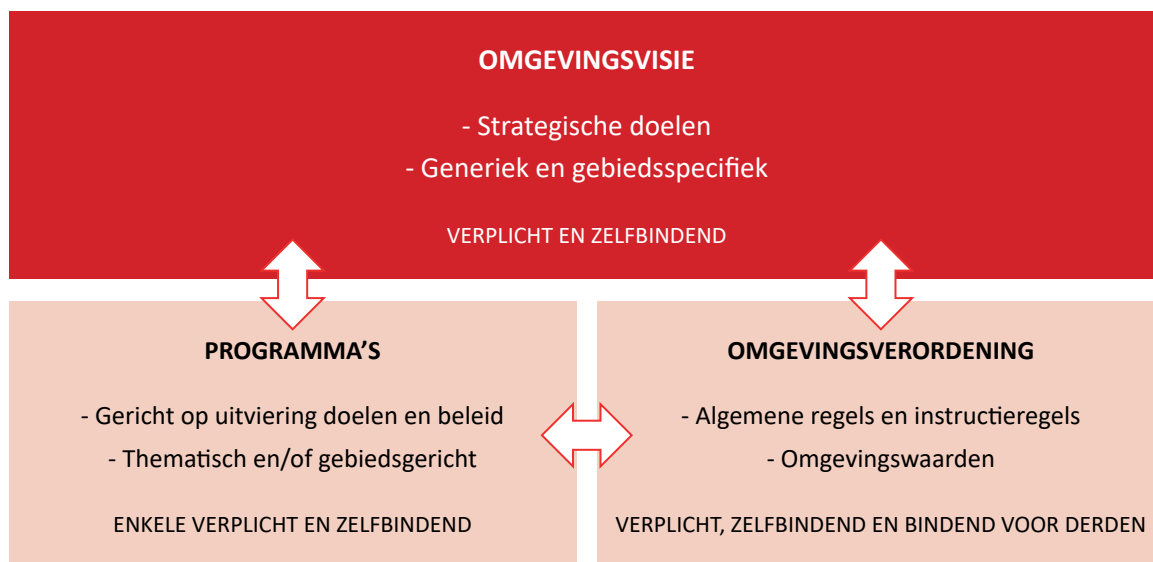 OMGEVINGSVISIE
- Strategische doelen
- Generiek en gebiedsspecifiek
VERPLICHT EN ZELFBINDEND
PROGRAMMA'S
- Gericht op uitviering doelen en beleid
- Thematisch en/of gebiedsgericht
ENKELE VERPLICHT EN ZELFBINDEND
OMGEVINGSVERORDENING
- Algemene regels en instructieregels
- Omgevingswaarden
VERPLICHT, ZELFBINDEND EN BINDEND VOOR DERDEN